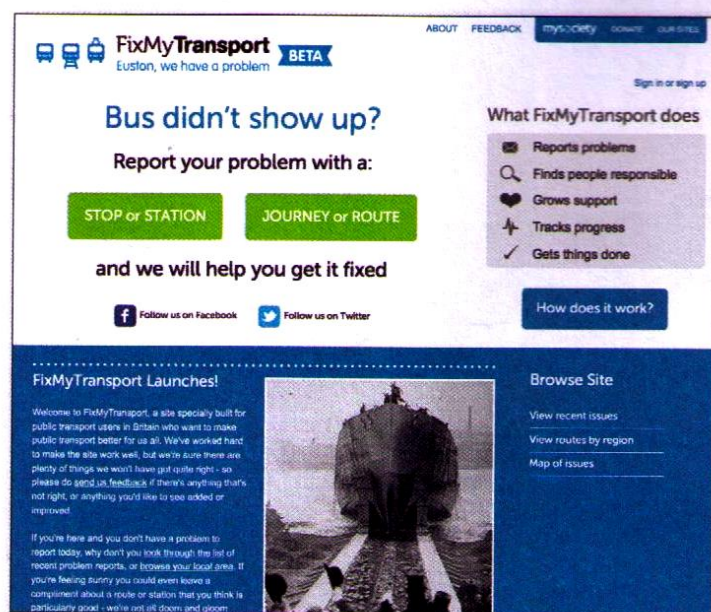 ABOUT FEEDBACK mysociety DONATE OUR SITES
FixMyTransport BETA
Euston, we have a problem
Sign in or sign up
Bus didn't show up?
Report your problem with a:
STOP or STATION
JOURNEY or ROUTE
and we will help you get it fixed
Follow us on Facebook
Follow us on Twitter
What FixMyTransport does
Reports problems
Finds people responsible
Grows support
Tracks progress
Gets things done
How does it work?
FixMyTransport Launches!
Welcome to FixMyTransport, a site specially built for
public transport users in Britain who want to make
public transport better for us all. We've worked hard
to make the site work well, but we're sure there are
plenty of things we won't have got quite right - so
please do send us feedback if there's anything that's
not right, or anything you'd like to see added or
improved.
If you're here and you don't have a problem to
report today, why don't you look through the list of
recent problem reports, or browse your local area. If
you're feeling sunny you could even leave a
compliment about a route or station that you think is
particularly good - we're not all doom and gloom
Browse Site
View recent issues
View routes by region
Map of issues